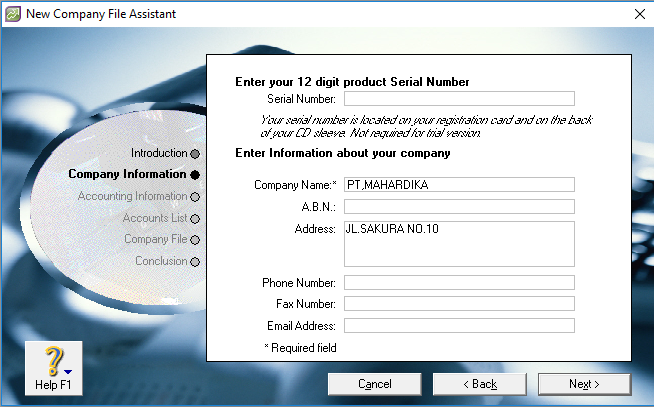 New Company File Assistant
Enter your 12 digit product Serial Number
Serial Number:
Your serial number is located on your registration card and on the back
of your CD sleeve. Not required for trial version.
Enter Information about your company
Company Name:* PT,MAHARDIKA
A.B.N.:
Address: JL.SAKURA NO.10
Phone Number:
Fax Number:
Email Address:
* Required field
Introduction
Company Information
Accounting Information
Accounts List
Company File
Conclusion
Help F1
Cancel
< Back
Next >